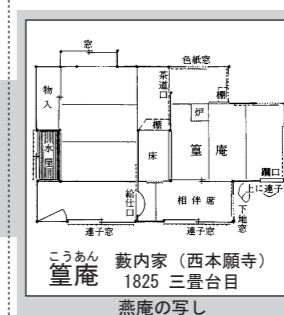 窓
色紙窓
物入
茶道口
棚
炉
水屋
棚
床
篁庵
躙口
上に連子
給仕口
相伴席
下地窓
連子窓
連子窓
こうあん
篁庵 藪内家（西本願寺）
1825 三畳台目
燕庵の写し